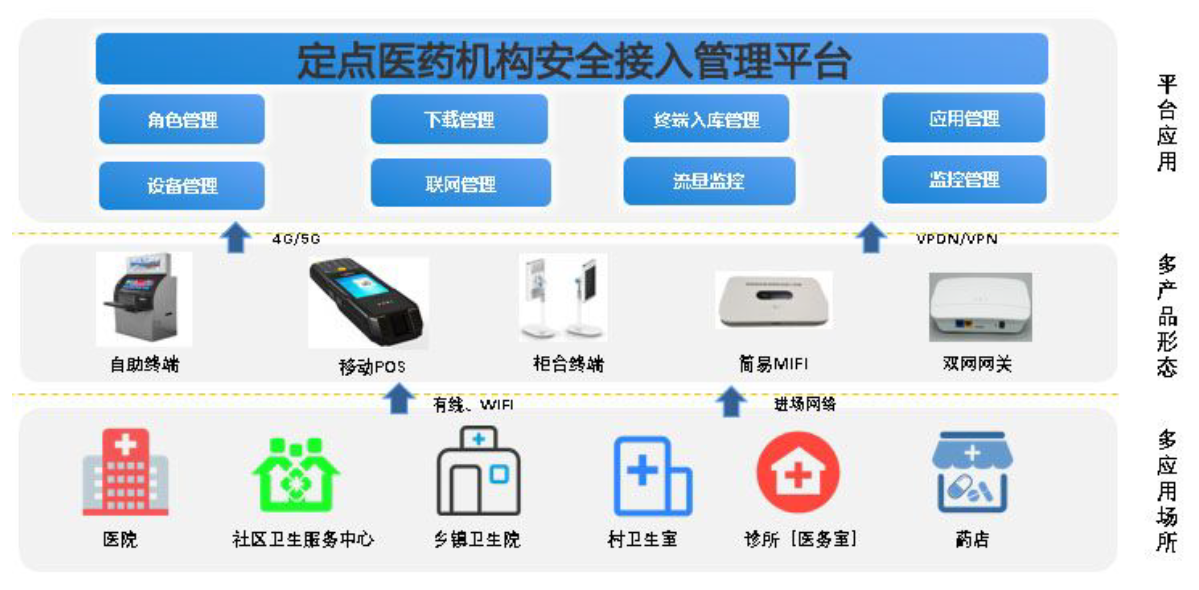 定点医药机构安全接入管理平台
角色管理
下载管理
终端入库管理
应用管理
设备管理
联网管理
流量监控
监控管理
平台应用
4G/5G
VPDN/VPN
自助终端
移动POS
柜台终端
简易MIFI
双网网关
多产品形态
有线、WIFI
进场网络
医院
社区卫生服务中心
乡镇卫生院
村卫生室
诊所［医务室］
药店
多应用场所